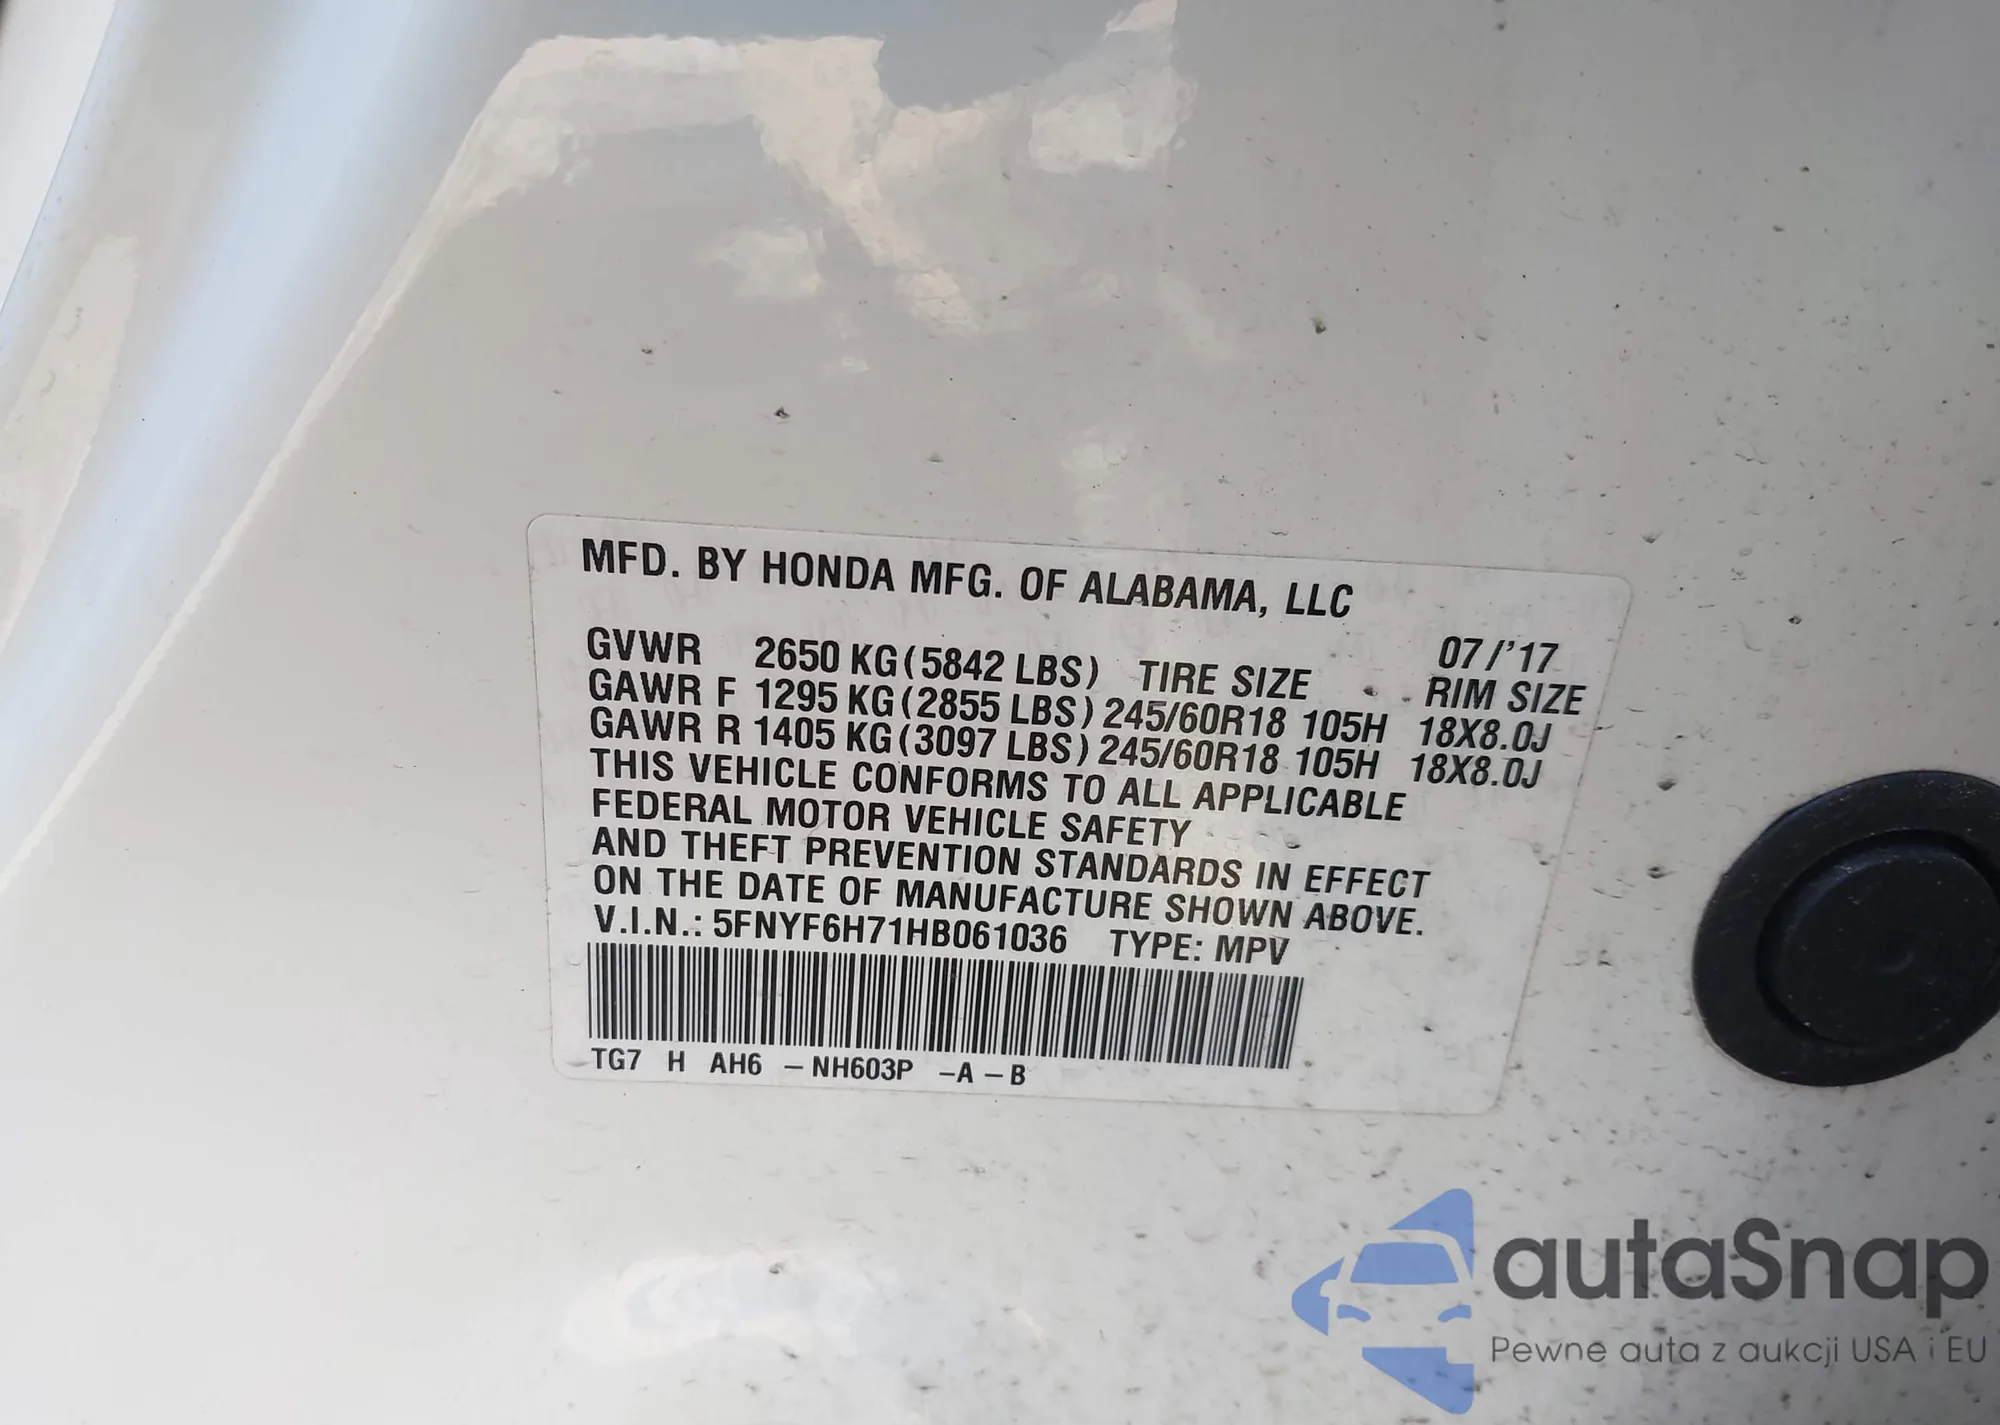 MFD. BY HONDA MFG. OF ALABAMA, LLC
07/'17
GVWR 2650 KG(5842 LBS) TIRE SIZE RIM SIZE
GAWR F 1295 KG(2855 LBS) 245/60R18 105H 18X8.0J
GAWR R 1405 KG(3097 LBS) 245/60R18 105H 18X8.0J
THIS VEHICLE CONFORMS TO ALL APPLICABLE
FEDERAL MOTOR VEHICLE SAFETY
AND THEFT PREVENTION STANDARDS IN EFFECT
ON THE DATE OF MANUFACTURE SHOWN ABOVE.
V.I.N.: 5FNYF6H71HB061036 TYPE: MPV
TG7 H AH6 –NH603P –A–B
autaSnap
Pewne auta z aukcji USA i EU